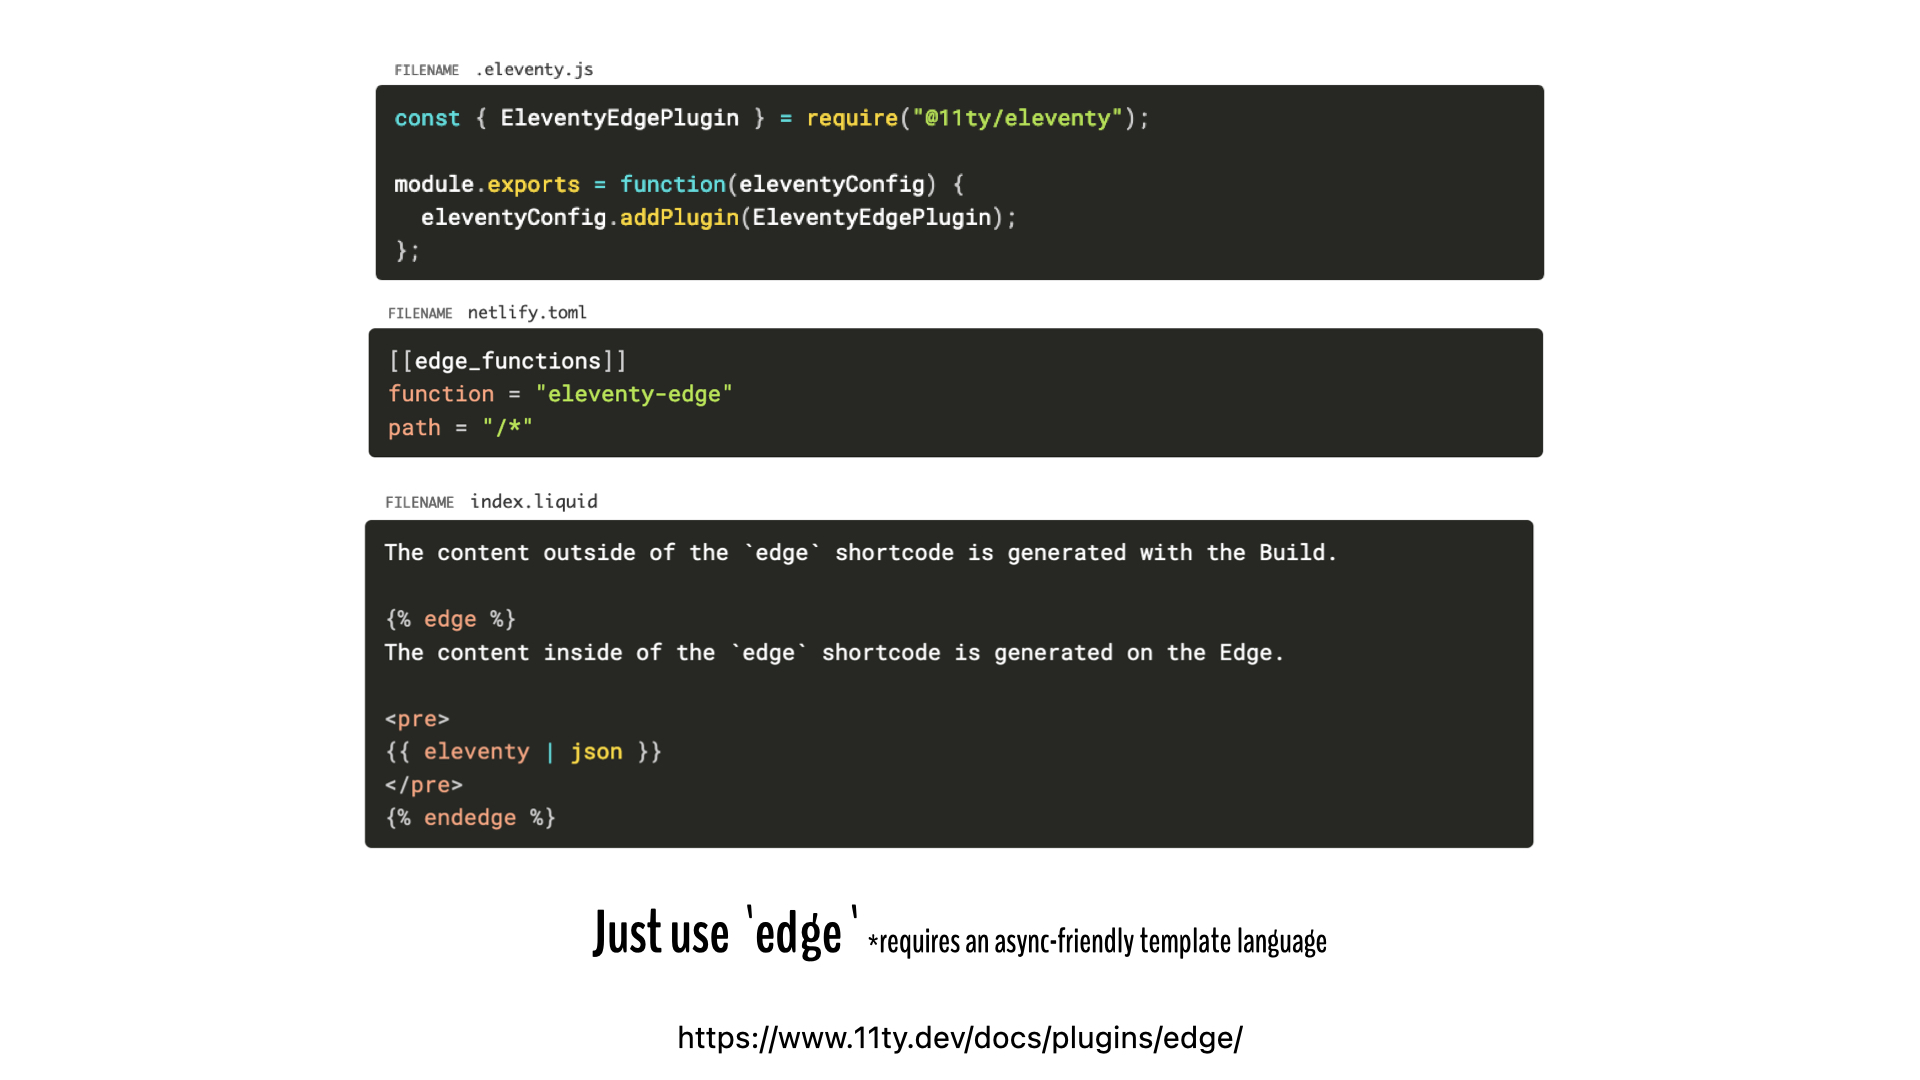 FILENAME .eleventy.js
const { EleventyEdgePlugin } = require("@11ty/eleventy");
module.exports = function(eleventyConfig) {
  eleventyConfig.addPlugin(EleventyEdgePlugin);
};
FILENAME netlify.toml
[[edge_functions]]
function = "eleventy-edge"
path = "/*"
FILENAME index.liquid
The content outside of the `edge` shortcode is generated with the Build.
{% edge %}
The content inside of the `edge` shortcode is generated on the Edge.
<pre>
{{ eleventy | json }}
</pre>
{% endedge %}
Just use `edge ` *requires an async-friendly template language
https://www.11ty.dev/docs/plugins/edge/